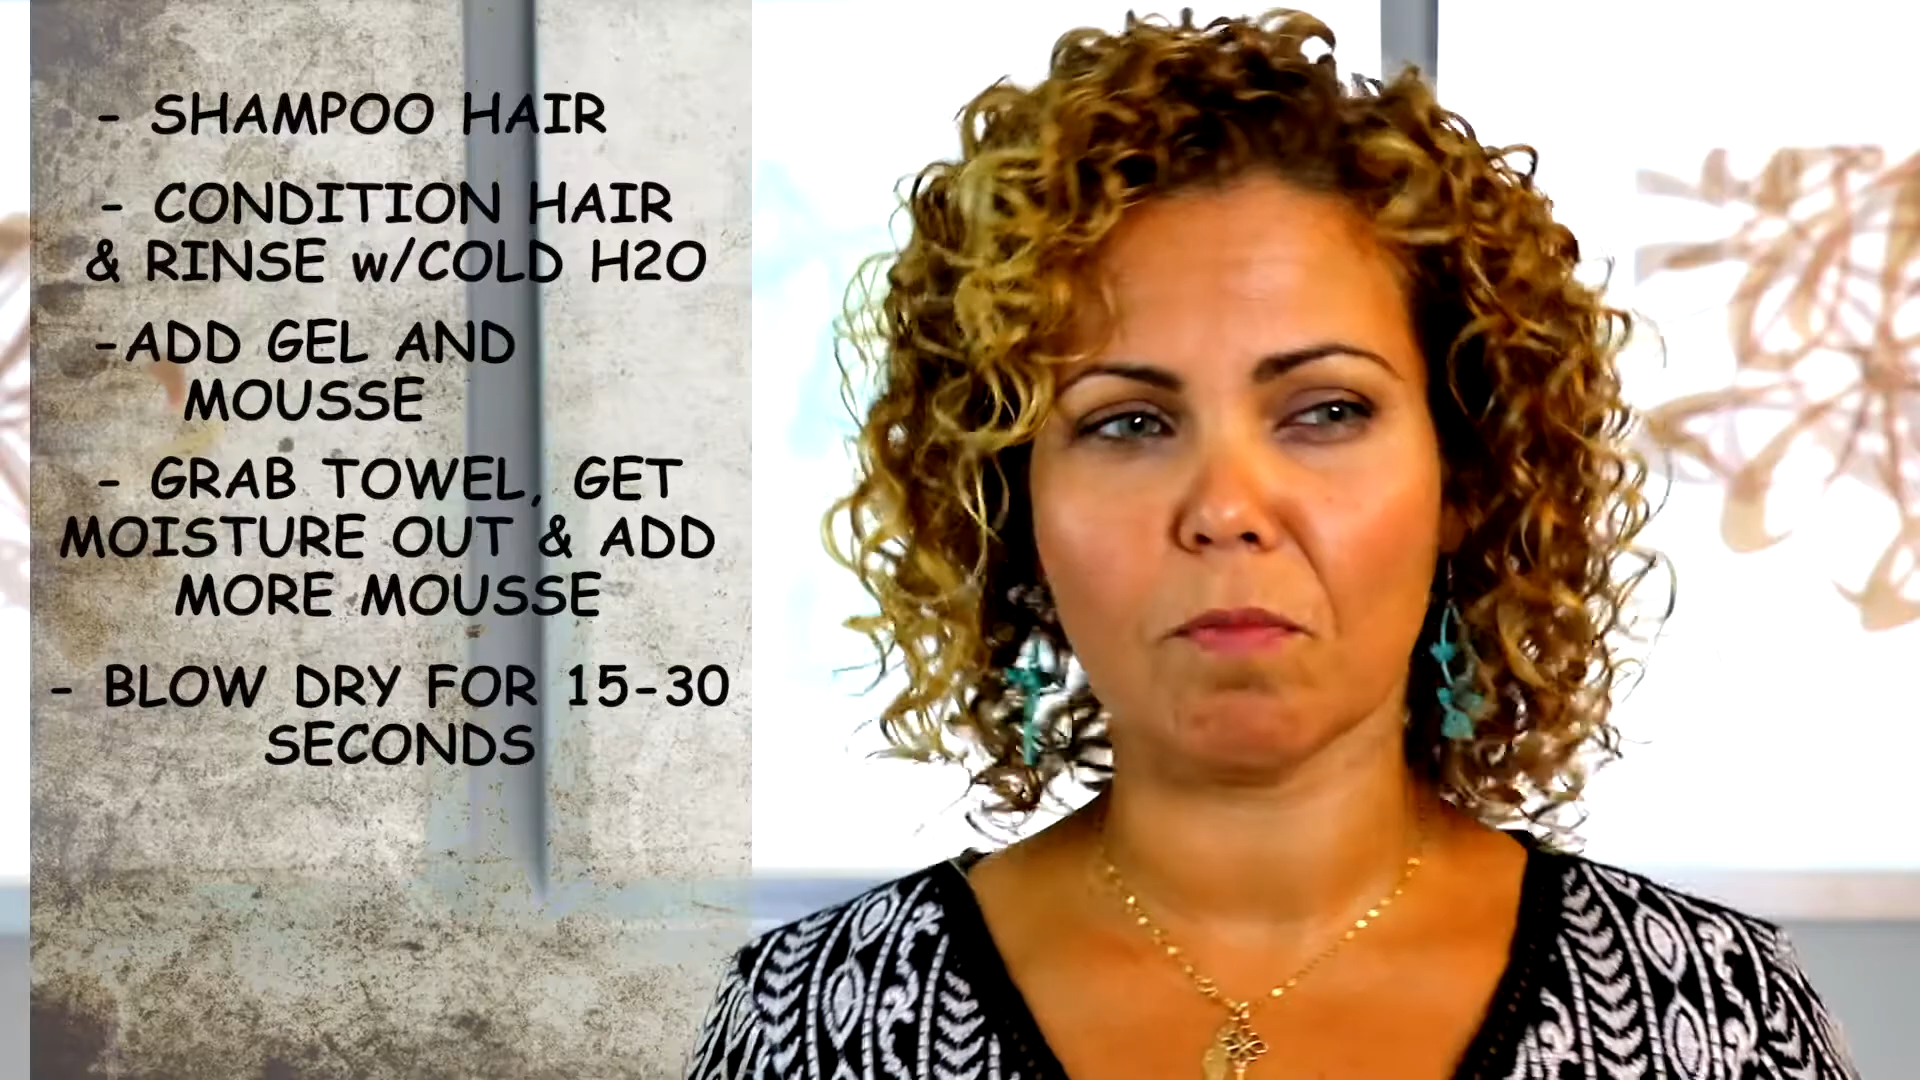 - SHAMPOO HAIR
- CONDITION HAIR
& RINSE w/COLD H2O
-ADD GEL AND
MOUSSE
- GRAB TOWEL, GET
MOISTURE OUT & ADD
MORE MOUSSE
- BLOW DRY FOR 15-30
SECONDS